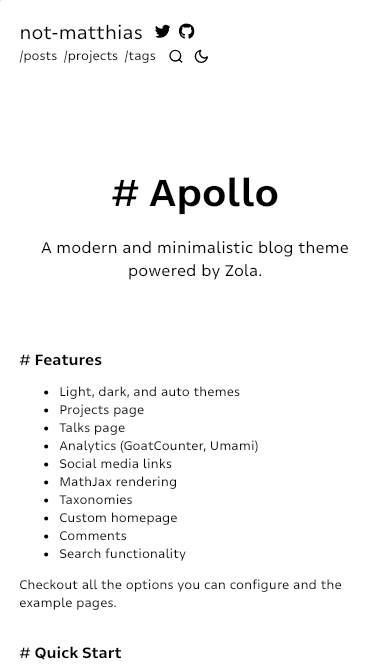 not-matthias
/posts /projects /tags
# Apollo
A modern and minimalistic blog theme
powered by Zola.
# Features
• Light, dark, and auto themes
• Projects page
• Talks page
• Analytics (GoatCounter, Umami)
• Social media links
• MathJax rendering
• Taxonomies
• Custom homepage
• Comments
• Search functionality
Checkout all the options you can configure and the
example pages.
# Quick Start